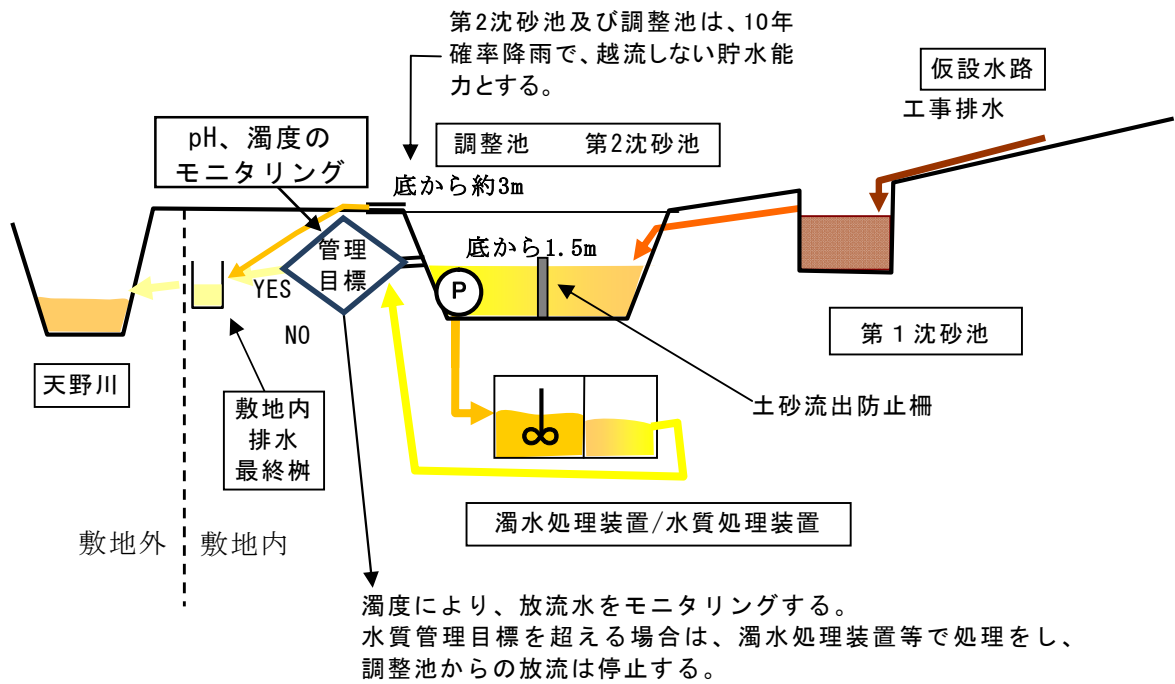 第2沈砂池及び調整池は、10年
確率降雨で、越流しない貯水能
力とする。
仮設水路
工事排水
pH、濁度の
モニタリング
調整池 第2沈砂池
底から約3m
底から1.5m
管理
目標
P
YES
NO
第１沈砂池
天野川
敷地内
排水
最終桝
土砂流出防止柵
濁水処理装置/水質処理装置
敷地外
敷地内
濁度により、放流水をモニタリングする。
水質管理目標を超える場合は、濁水処理装置等で処理をし、
調整池からの放流は停止する。